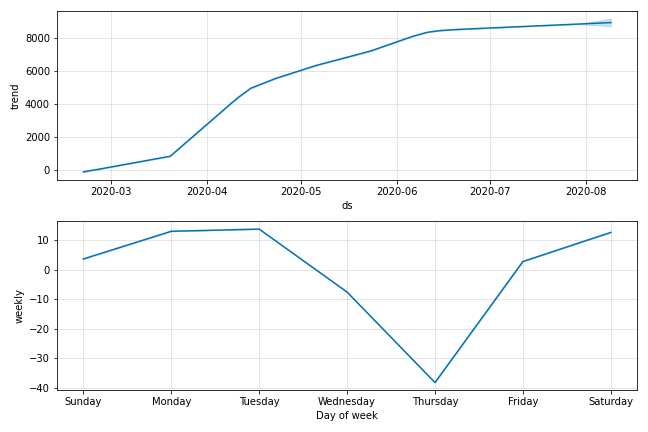 8000
6000
4000
2000
0
trend
2020-03 2020-04 2020-05 2020-06 2020-07 2020-08
ds
10
0
−10
−20
−30
−40
weekly
Sunday Monday Tuesday Wednesday Thursday Friday Saturday
Day of week